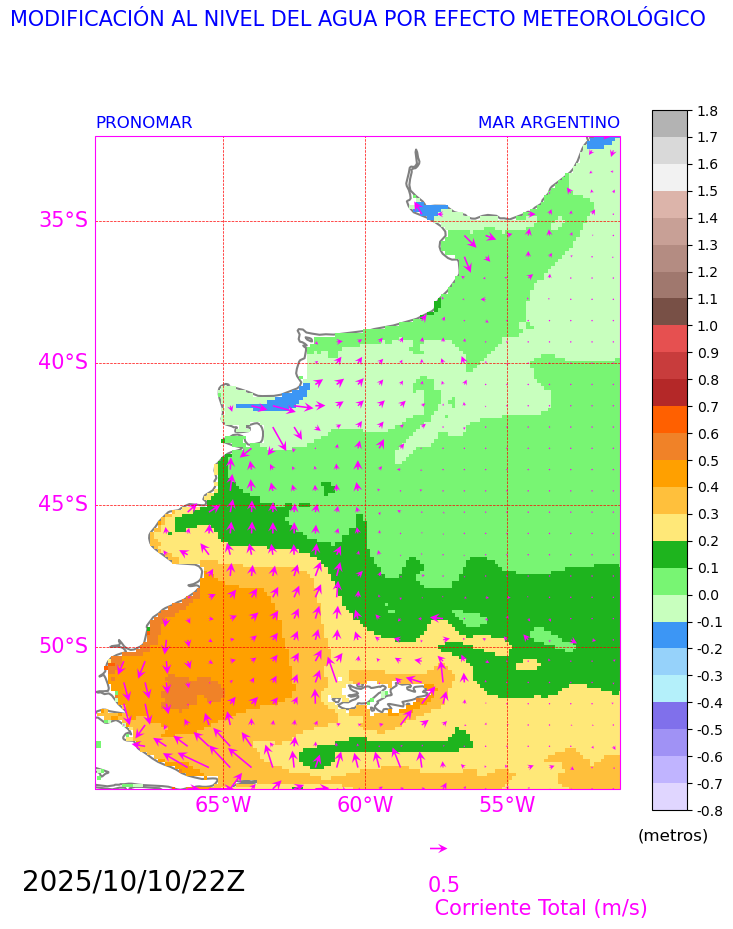 MODIFICACIÓN AL NIVEL DEL AGUA POR EFECTO METEOROLÓGICO
PRONOMAR MAR ARGENTINO
1.8
1.7
1.6
1.5
1.4
1.3
1.2
1.1
1.0
0.9
0.8
0.7
0.6
0.5
0.4
0.3
0.2
0.1
0.0
-0.1
-0.2
-0.3
-0.4
-0.5
-0.6
-0.7
-0.8
(metros)
35°S
40°S
45°S
50°S
65°W 60°W 55°W
2025/10/10/22Z
0.5
Corriente Total (m/s)